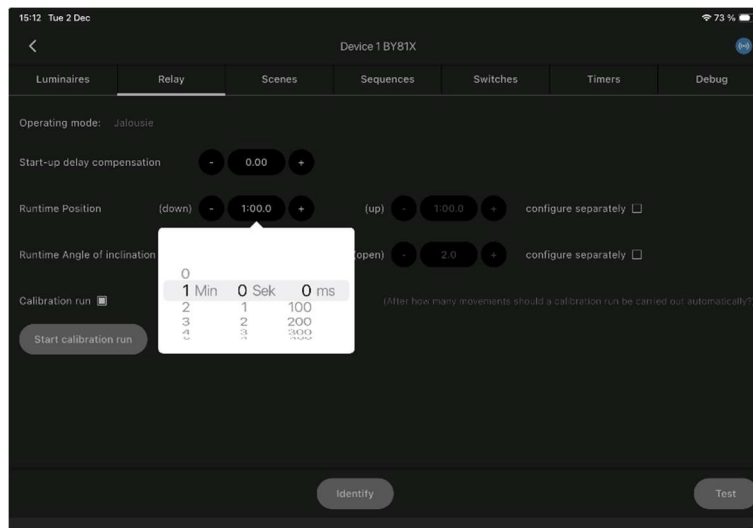 15:12 Tue 2 Dec 73 %
Device 1 BY81X
Luminaires Relay Scenes Sequences Switches Timers Debug
Operating mode: Jalousie
Start-up delay compensation - 0.00 +
Runtime Position (down) - 1:00.0 + (up) - 1:00.0 + configure separately
Runtime Angle of inclination open) - 2.0 + configure separately
0
1 Min 0 Sek 0 ms
2 1 100
3 2 200
4 3 300
Calibration run (After how many movements should a calibration run be carried out automatically?
Start calibration run
Identify Test